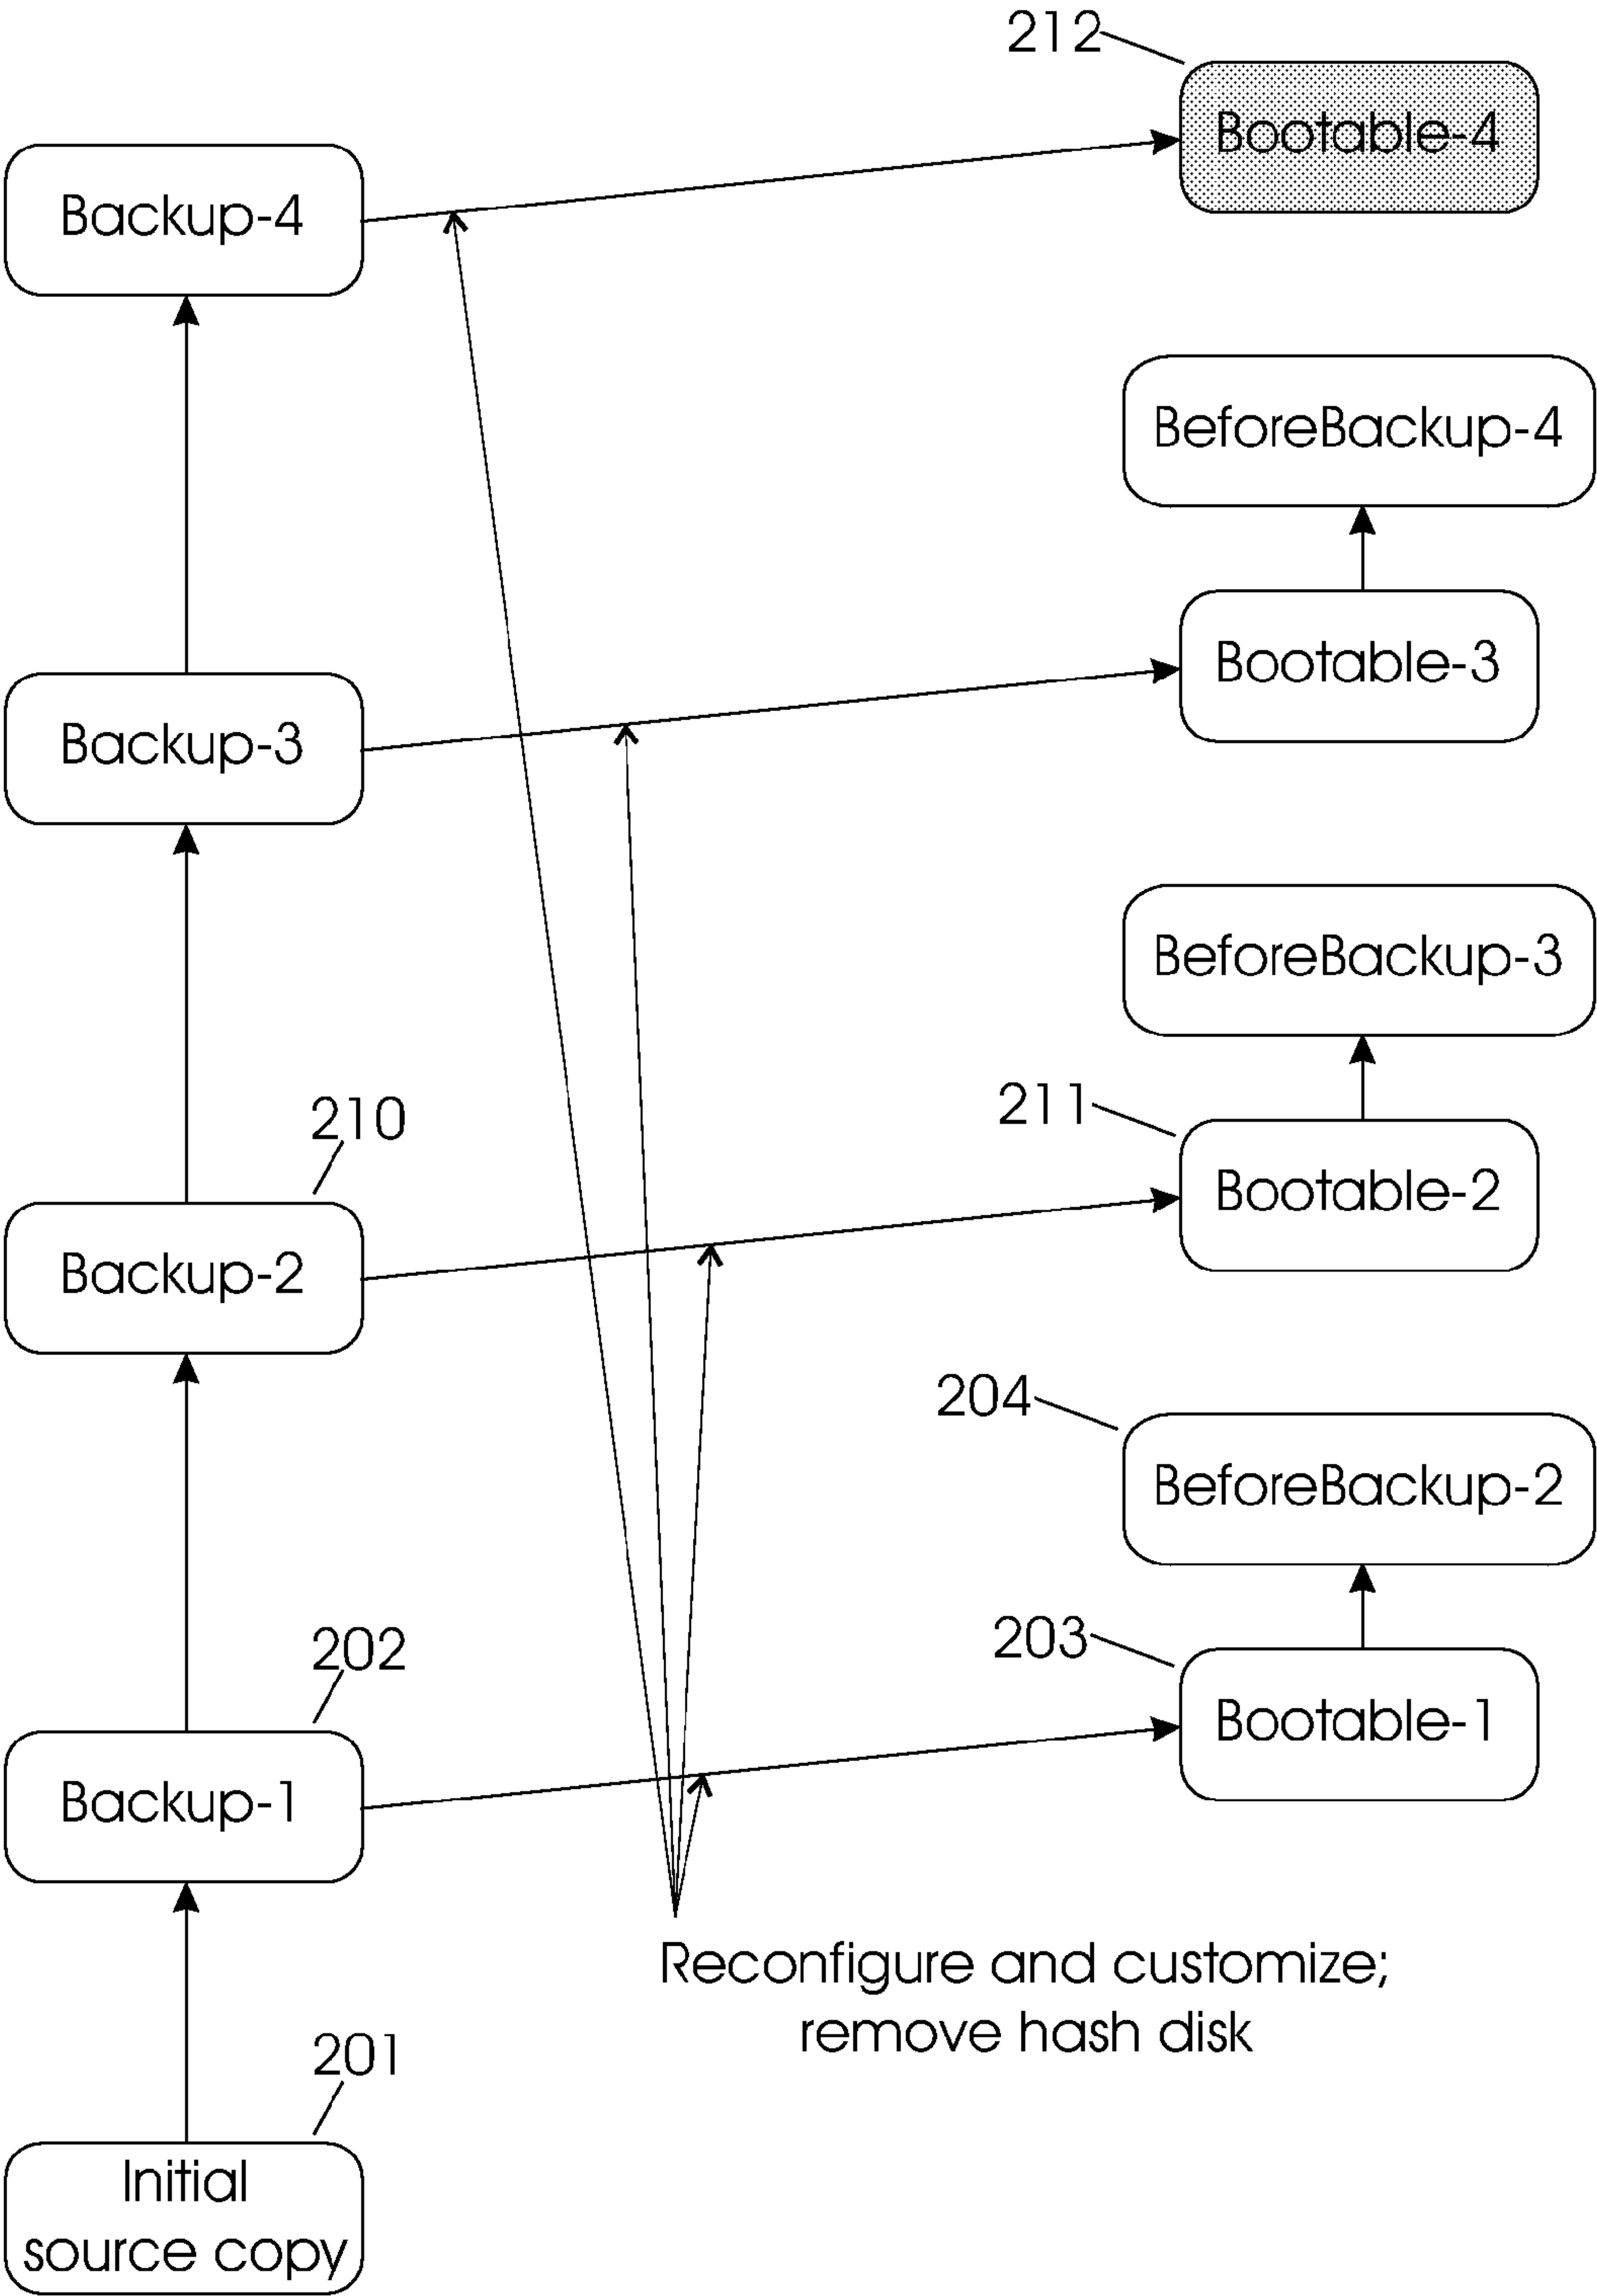 212
Bootable-4
Backup-4
BeforeBackup-4
Bootable-3
Backup-3
BeforeBackup-3
211
210
Bootable-2
Backup-2
204
BeforeBackup-2
203
202
Bootable-1
Backup-1
Reconfigure and customize;
remove hash disk
201
Initial
source copy